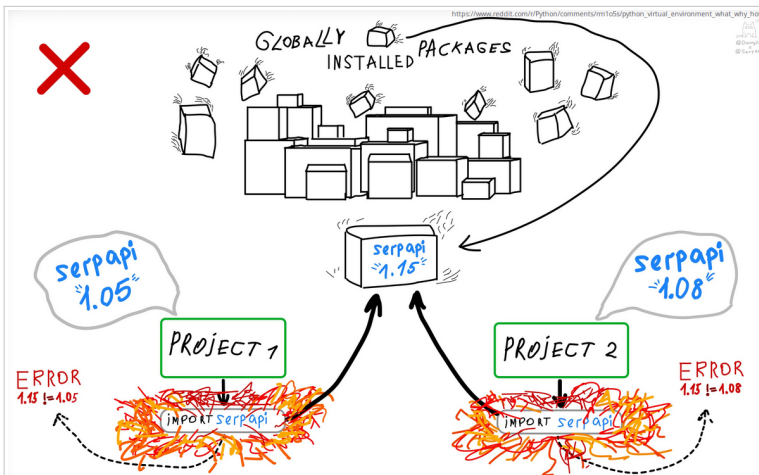 https://www.reddit.com/r/Python/comments/rm1o5s/python_virtual_environment_what_why_ho
GLOBALLY
INSTALLED PACKAGES
serpapi
"1.15"
serpapi
"1.05"
serpapi
"1.08"
PROJECT 1
PROJECT 2
ERROR
1.15 != 1.05
ERROR
1.15 != 1.08
iMPORT serpapi
iMPORT serpapi